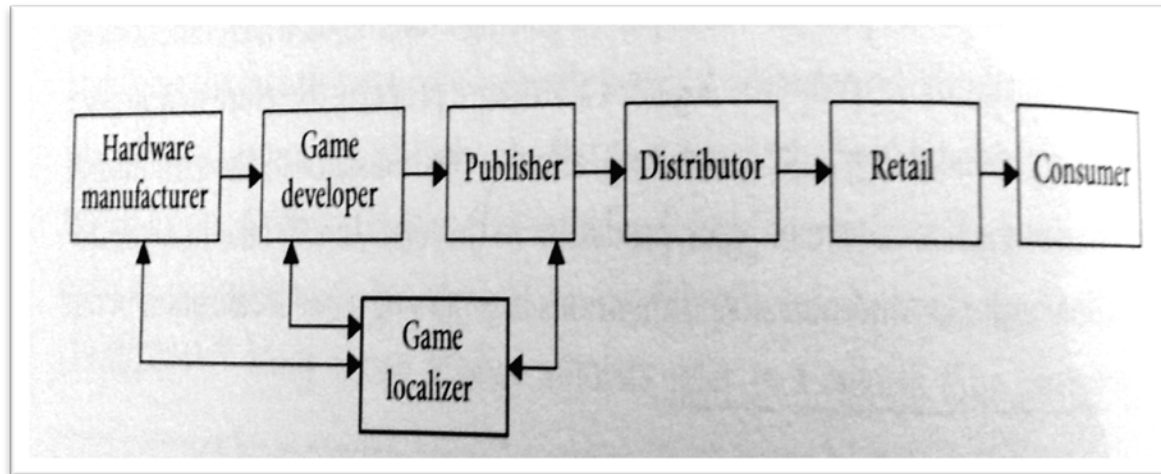 Hardware
manufacturer
Game
developer
Publisher
Distributor
Retail
Consumer
Game
localizer